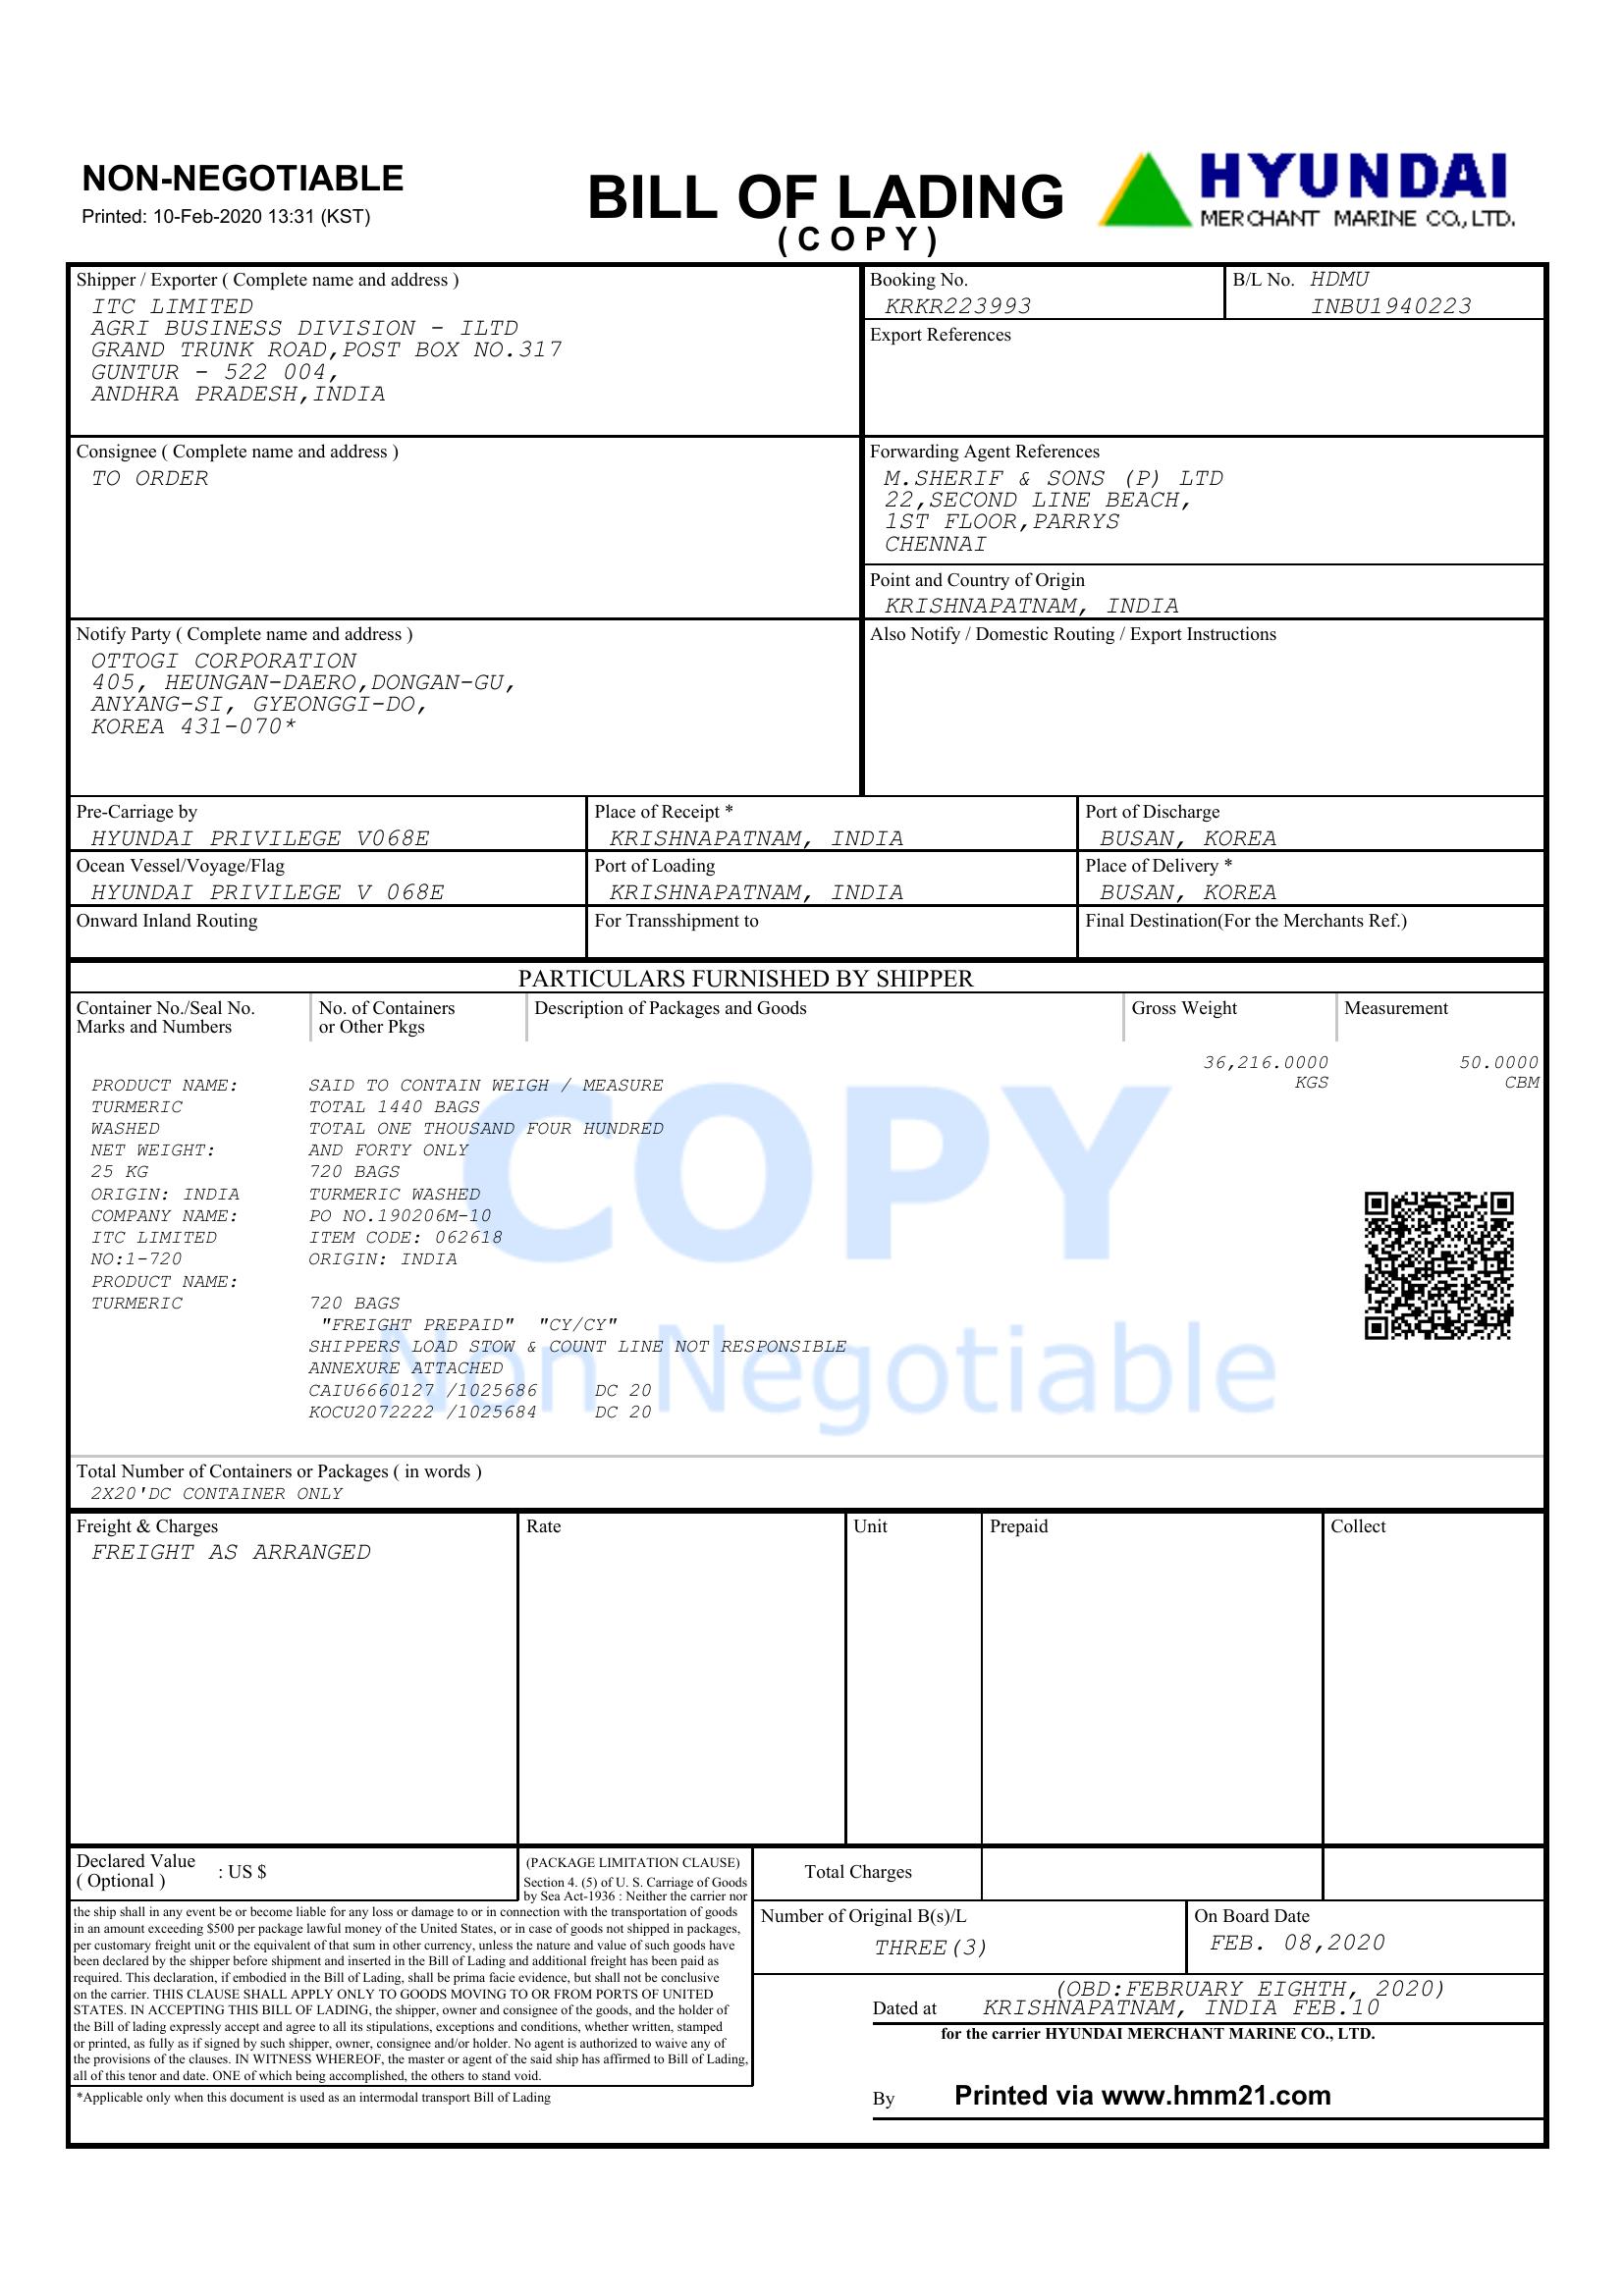 NON-NEGOTIABLE
Printed: 10-Feb-2020 13:31 (KST)
BILL OF LADING
(COPY)
HYUNDAI
MERCHANT MARINE CO., LTD.
Shipper / Exporter ( Complete name and address )
ITC LIMITED
AGRI BUSINESS DIVISION - ILTD
GRAND TRUNK ROAD,POST BOX NO.317
GUNTUR - 522 004,
ANDHRA PRADESH,INDIA
Booking No.
KRKR223993
B/L No. HDMU
INBU1940223
Export References
Consignee ( Complete name and address )
TO ORDER
Forwarding Agent References
M.SHERIF & SONS (P) LTD
22,SECOND LINE BEACH,
1ST FLOOR,PARRYS
CHENNAI
Point and Country of Origin
KRISHNAPATNAM, INDIA
Notify Party ( Complete name and address )
OTTOGI CORPORATION
405, HEUNGAN-DAERO,DONGAN-GU,
ANYANG-SI, GYEONGGI-DO,
KOREA 431-070*
Also Notify / Domestic Routing / Export Instructions
Pre-Carriage by
HYUNDAI PRIVILEGE V068E
Place of Receipt *
KRISHNAPATNAM, INDIA
Port of Discharge
BUSAN, KOREA
Ocean Vessel/Voyage/Flag
HYUNDAI PRIVILEGE V 068E
Port of Loading
KRISHNAPATNAM, INDIA
Place of Delivery *
BUSAN, KOREA
Onward Inland Routing
For Transshipment to
Final Destination(For the Merchants Ref.)
PARTICULARS FURNISHED BY SHIPPER
Container No./Seal No.
Marks and Numbers
No. of Containers
or Other Pkgs
Description of Packages and Goods
Gross Weight
Measurement
36,216.0000 50.0000
KGS CBM
PRODUCT NAME: SAID TO CONTAIN WEIGH / MEASURE
TURMERIC TOTAL 1440 BAGS
WASHED TOTAL ONE THOUSAND FOUR HUNDRED
NET WEIGHT: AND FORTY ONLY
25 KG 720 BAGS
ORIGIN: INDIA TURMERIC WASHED
COMPANY NAME: PO NO.190206M-10
ITC LIMITED ITEM CODE: 062618
NO:1-720 ORIGIN: INDIA
PRODUCT NAME:
TURMERIC 720 BAGS
"FREIGHT PREPAID" "CY/CY"
SHIPPERS LOAD STOW & COUNT LINE NOT RESPONSIBLE
ANNEXURE ATTACHED
CAIU6660127 /1025686 DC 20
KOCU2072222 /1025684 DC 20
COPY
Non Negotiable
Total Number of Containers or Packages ( in words )
2X20'DC CONTAINER ONLY
Freight & Charges
FREIGHT AS ARRANGED
Rate
Unit
Prepaid
Collect
Declared Value
( Optional )
: US $
(PACKAGE LIMITATION CLAUSE)
Section 4. (5) of U. S. Carriage of Goods
by Sea Act-1936 : Neither the carrier nor
the ship shall in any event be or become liable for any loss or damage to or in connection with the transportation of goods
in an amount exceeding $500 per package lawful money of the United States, or in case of goods not shipped in packages,
per customary freight unit or the equivalent of that sum in other currency, unless the nature and value of such goods have
been declared by the shipper before shipment and inserted in the Bill of Lading and additional freight has been paid as
required. This declaration, if embodied in the Bill of Lading, shall be prima facie evidence, but shall not be conclusive
on the carrier. THIS CLAUSE SHALL APPLY ONLY TO GOODS MOVING TO OR FROM PORTS OF UNITED
STATES. IN ACCEPTING THIS BILL OF LADING, the shipper, owner and consignee of the goods, and the holder of
the Bill of lading expressly accept and agree to all its stipulations, exceptions and conditions, whether written, stamped
or printed, as fully as if signed by such shipper, owner, consignee and/or holder. No agent is authorized to waive any of
the provisions of the clauses. IN WITNESS WHEREOF, the master or agent of the said ship has affirmed to Bill of Lading,
all of this tenor and date. ONE of which being accomplished, the others to stand void.
*Applicable only when this document is used as an intermodal transport Bill of Lading
Total Charges
Number of Original B(s)/L
THREE(3)
On Board Date
FEB. 08,2020
(OBD:FEBRUARY EIGHTH, 2020)
Dated at KRISHNAPATNAM, INDIA FEB.10
for the carrier HYUNDAI MERCHANT MARINE CO., LTD.
By Printed via www.hmm21.com